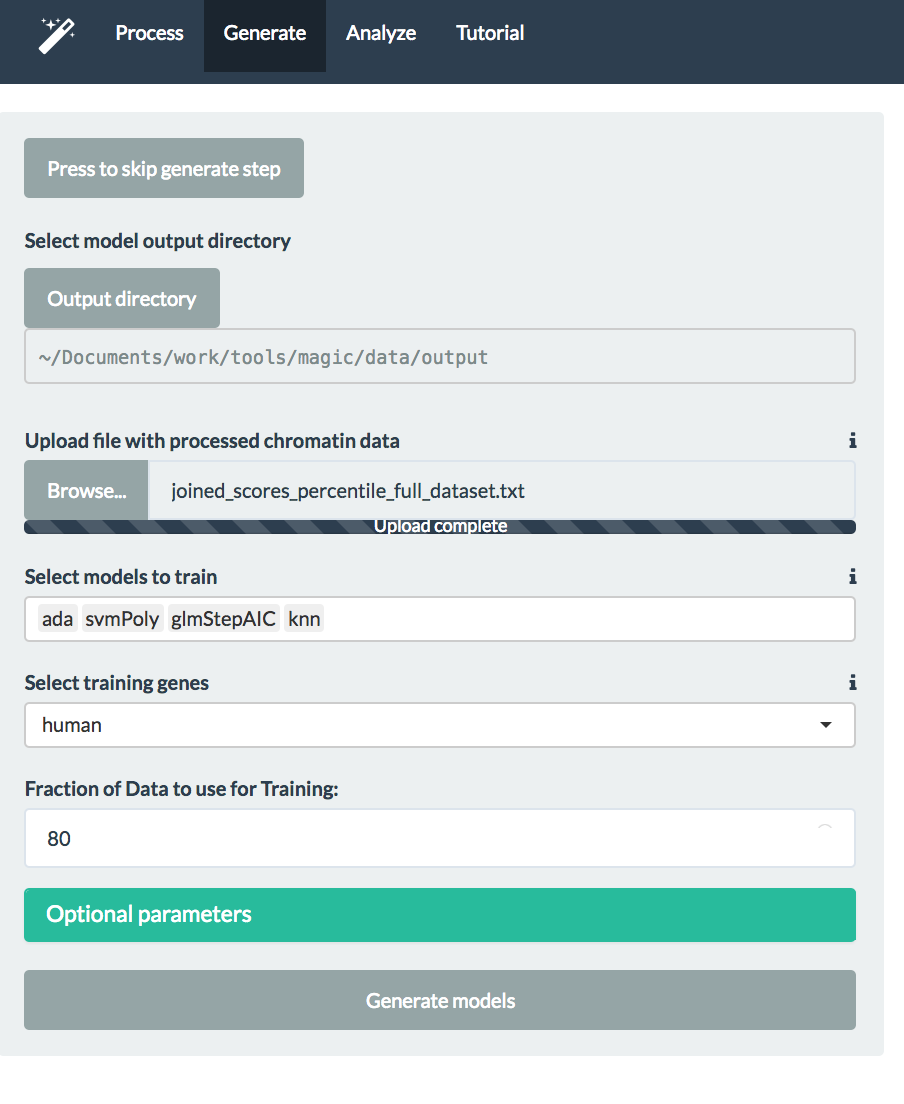 Process Generate Analyze Tutorial
Press to skip generate step
Select model output directory
Output directory
~/Documents/work/tools/magic/data/output
Upload file with processed chromatin data
Browse... joined_scores_percentile_full_dataset.txt
Upload complete
Select models to train
ada svmPoly glmStepAIC knn
Select training genes
human
Fraction of Data to use for Training:
80
Optional parameters
Generate models